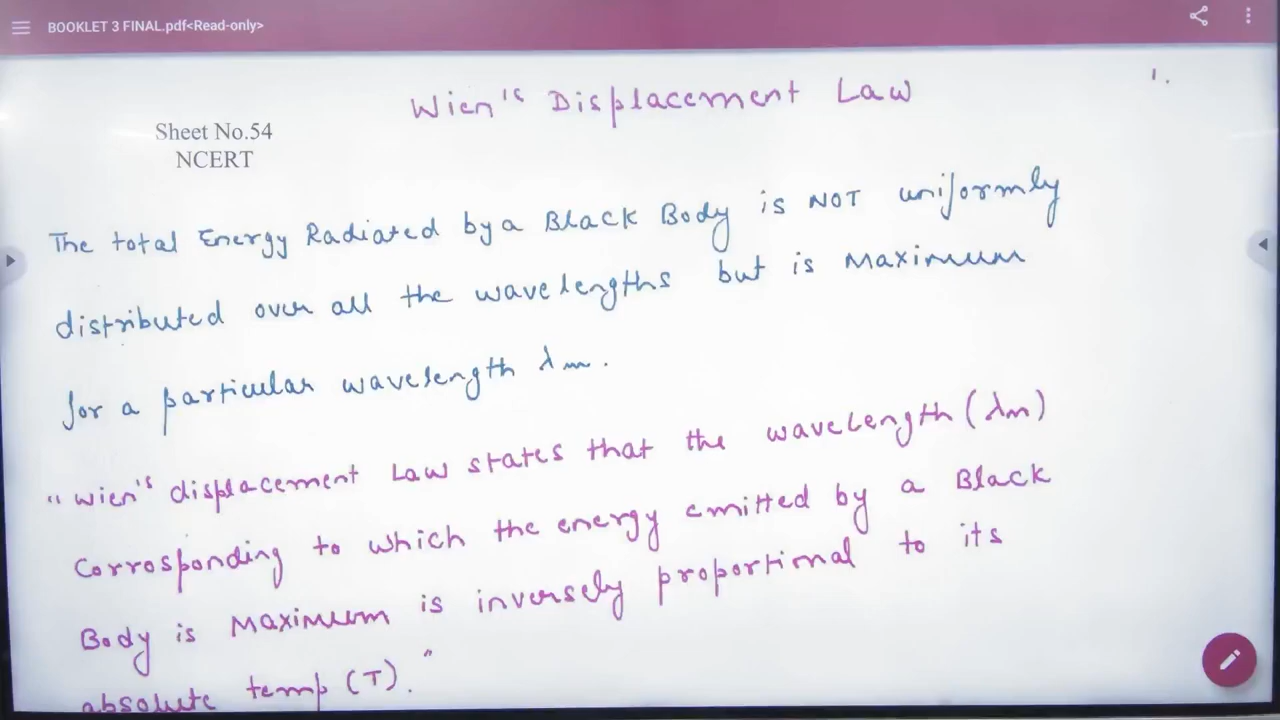 BOOKLET 3 FINAL.pdf<Read-only>
Wien's Displacement Law
1.
Sheet No.54
NCERT
The total Energy Radiated by a Black Body is NOT uniformly
distributed over all the wavelengths but is Maximum
for a particular wavelength λm.
"Wien's displacement Law states that the wavelength (λm)
Corrosponding to which the energy emitted by a Black
Body is Maximum is inversely proportional to its
absolute temp (T)."